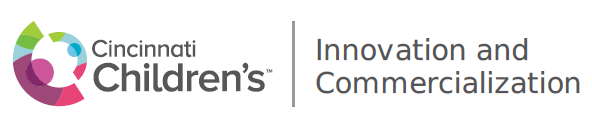 Cincinnati
Children's™
Innovation and
Commercialization